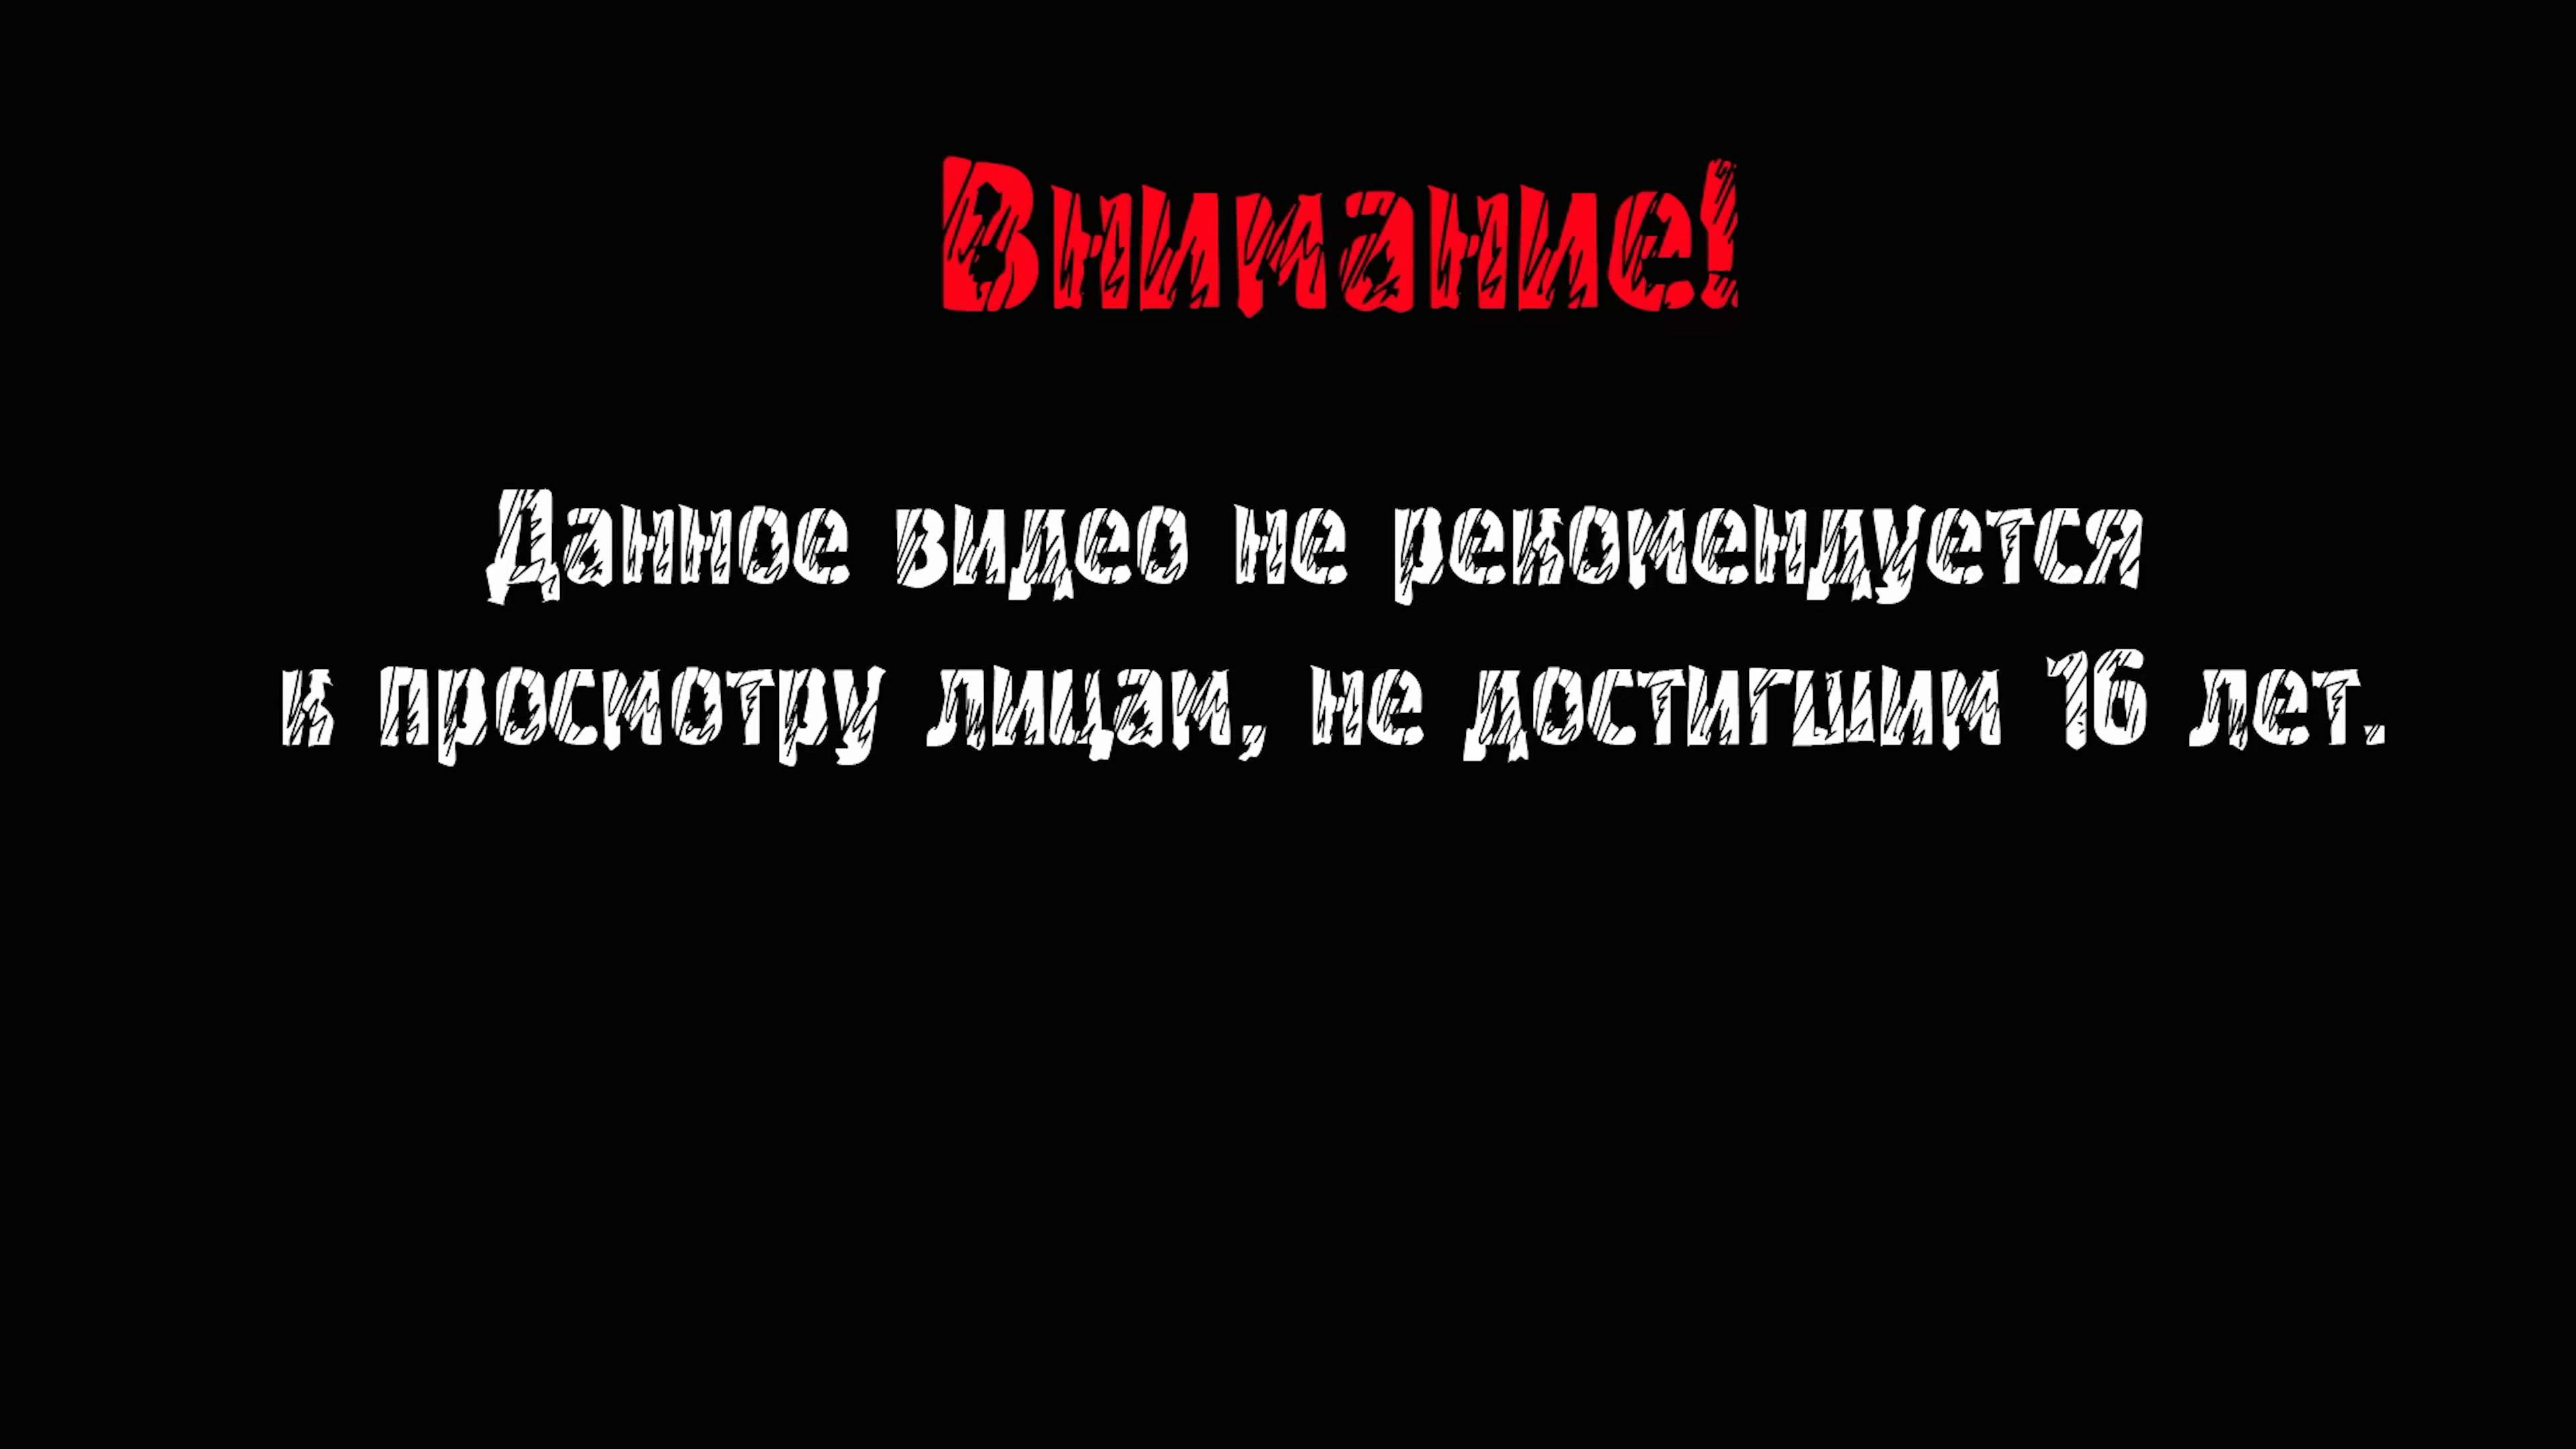 Внимание!
Данное видео не рекомендуется
к просмотру лицам, не достигшим 16 лет.